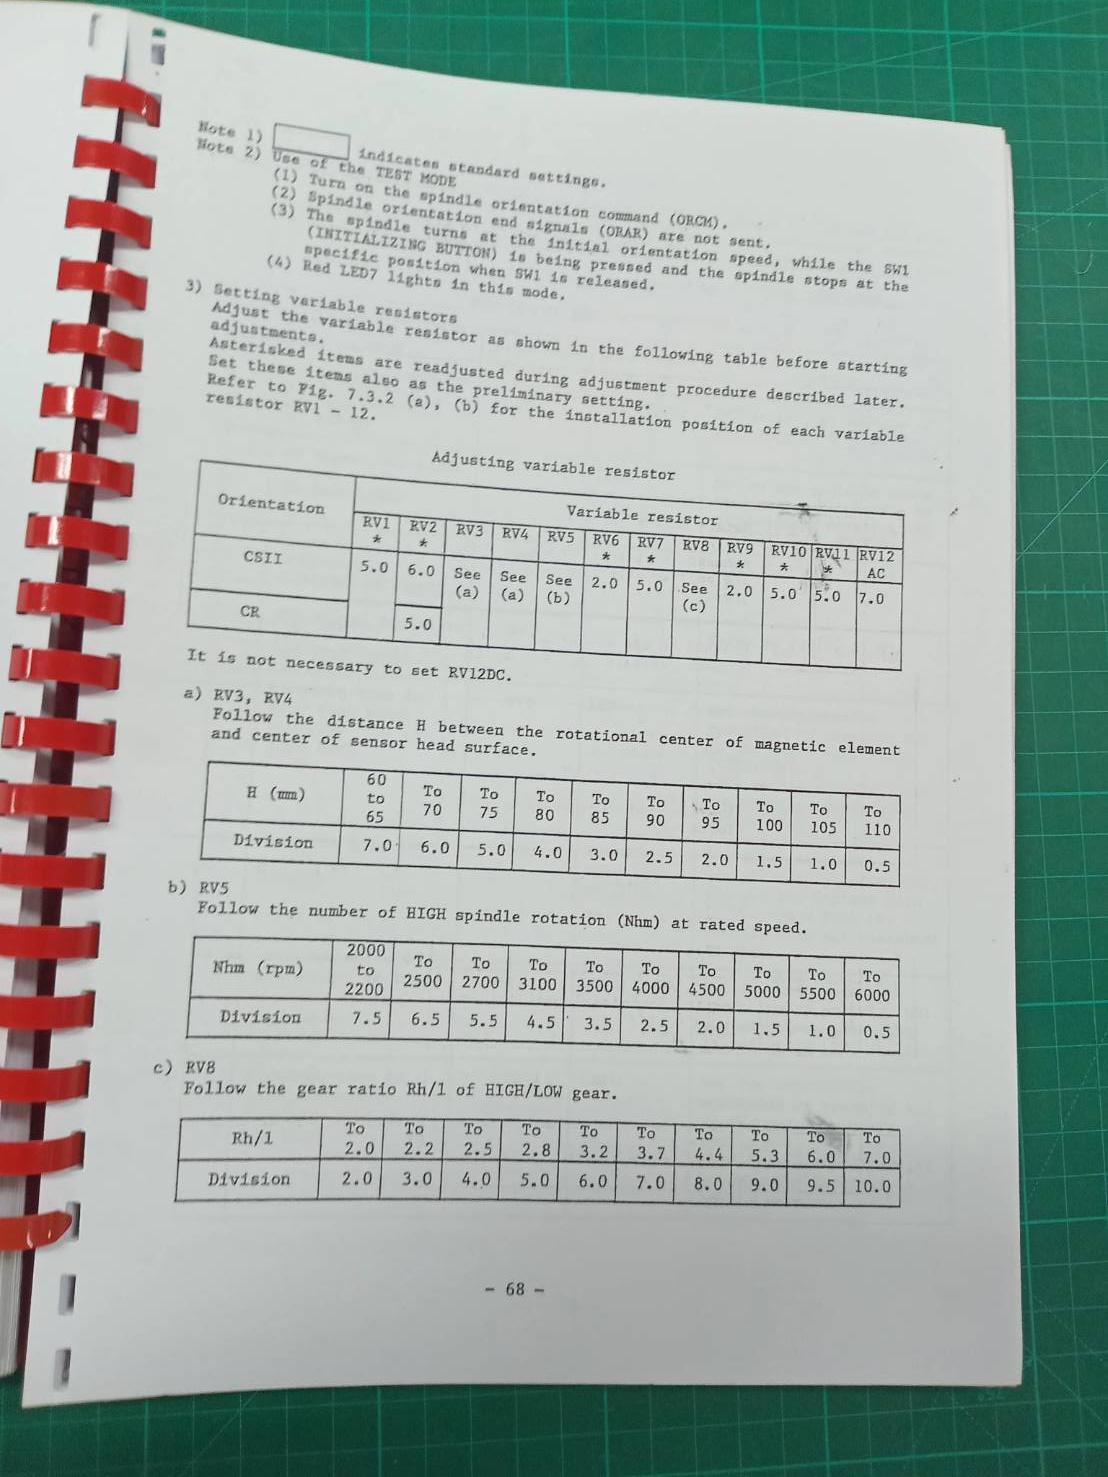 Note 1) indicates standard settings.
Note 2) Use of the TEST MODE
(1) Turn on the spindle orientation command (ORCM).
(2) Spindle orientation end signals (ORAR) are not sent.
(3) The spindle turns at the initial orientation speed, while the SW1
(INITIALIZING BUTTON) is being pressed and the spindle stops at the
specific position when SW1 is released.
(4) Red LED7 lights in this mode.
3) Setting variable resistors
Adjust the variable resistor as shown in the following table before starting
adjustments.
Asterisked items are readjusted during adjustment procedure described later.
Set these items also as the preliminary setting.
Refer to Fig. 7.3.2 (a), (b) for the installation position of each variable
resistor RV1 - 12.
Adjusting variable resistor
Orientation Variable resistor
RV1 RV2 RV3 RV4 RV5 RV6 RV7 RV8 RV9 RV10 RV11 RV12
* * * * * * * AC
CSII 5.0 6.0 See See See 2.0 5.0 See 2.0 5.0 5.0 7.0
(a) (a) (b) (c)
CR 5.0
It is not necessary to set RV12DC.
a) RV3, RV4
Follow the distance H between the rotational center of magnetic element
and center of sensor head surface.
H (mm) 60 to 65 To 70 To 75 To 80 To 85 To 90 To 95 To 100 To 105 To 110
Division 7.0 6.0 5.0 4.0 3.0 2.5 2.0 1.5 1.0 0.5
b) RV5
Follow the number of HIGH spindle rotation (Nhm) at rated speed.
Nhm (rpm) 2000 to 2200 To 2500 To 2700 To 3100 To 3500 To 4000 To 4500 To 5000 To 5500 To 6000
Division 7.5 6.5 5.5 4.5 3.5 2.5 2.0 1.5 1.0 0.5
c) RV8
Follow the gear ratio Rh/l of HIGH/LOW gear.
Rh/l To 2.0 To 2.2 To 2.5 To 2.8 To 3.2 To 3.7 To 4.4 To 5.3 To 6.0 To 7.0
Division 2.0 3.0 4.0 5.0 6.0 7.0 8.0 9.0 9.5 10.0
- 68 -